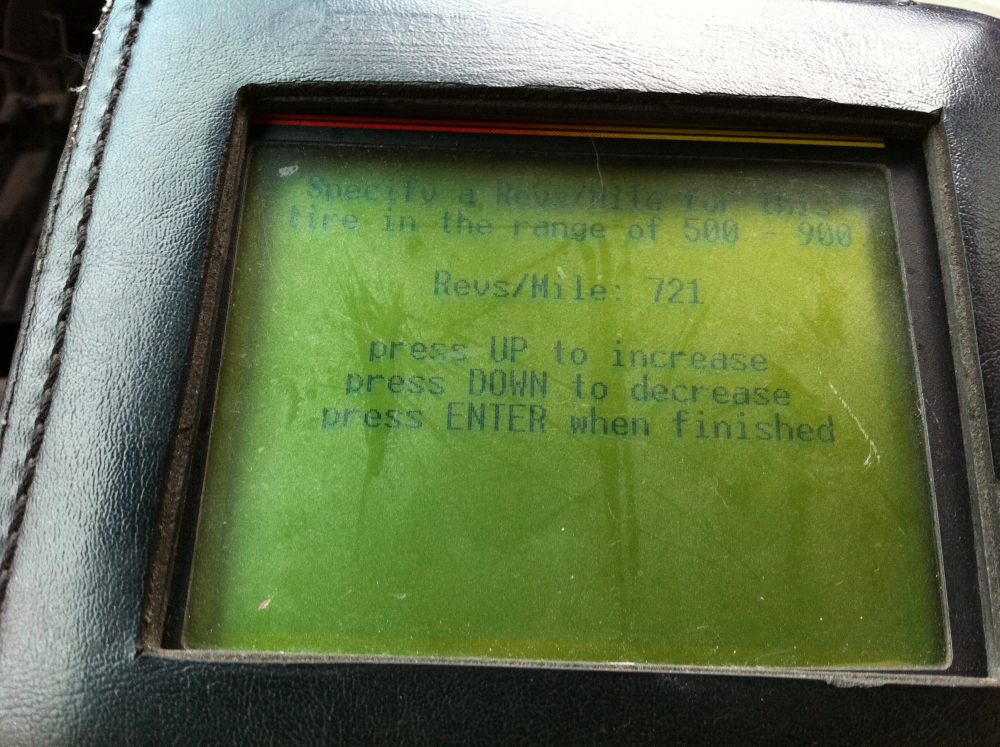 Specify a Revs/Mile for this
tire in the range of 500 - 900
Revs/Mile: 721
press UP to increase
press DOWN to decrease
press ENTER when finished